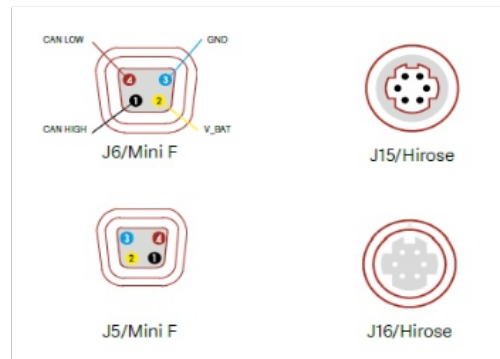 CAN LOW
GND
4 3
1 2
CAN HIGH
V_BAT
J6/Mini F
J15/Hirose
3 4
2 1
J5/Mini F
J16/Hirose